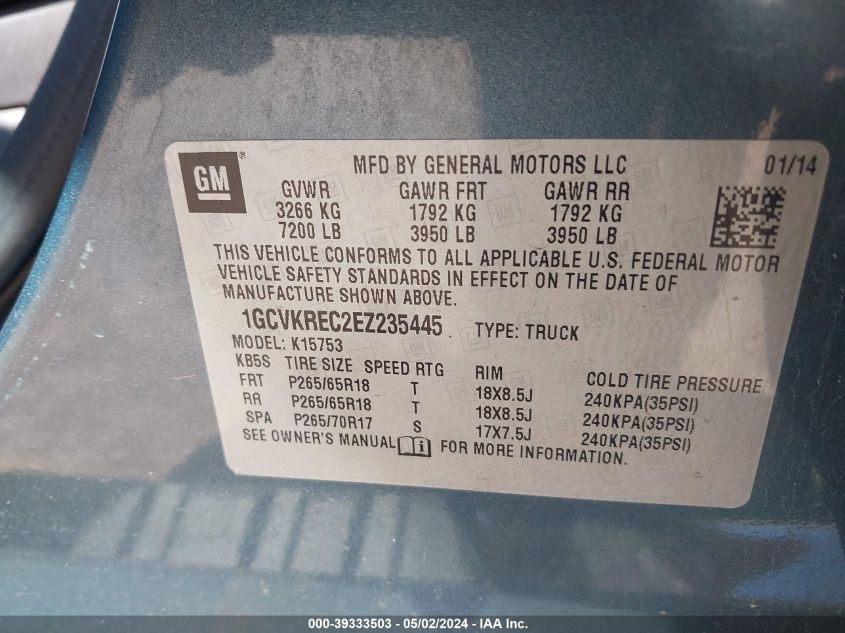 GM ®
MFD BY GENERAL MOTORS LLC 01/14
GVWR GAWR FRT GAWR RR
3266 KG 1792 KG 1792 KG
7200 LB 3950 LB 3950 LB
THIS VEHICLE CONFORMS TO ALL APPLICABLE U.S. FEDERAL MOTOR
VEHICLE SAFETY STANDARDS IN EFFECT ON THE DATE OF
MANUFACTURE SHOWN ABOVE.
1GCVKREC2EZ235445 TYPE: TRUCK
MODEL: K15753
KB5S TIRE SIZE SPEED RTG RIM COLD TIRE PRESSURE
FRT P265/65R18 T 18X8.5J 240KPA(35PSI)
RR P265/65R18 T 18X8.5J 240KPA(35PSI)
SPA P265/70R17 S 17X7.5J 240KPA(35PSI)
SEE OWNER'S MANUAL i FOR MORE INFORMATION.
000-39333503 - 05/02/2024 - IAA Inc.